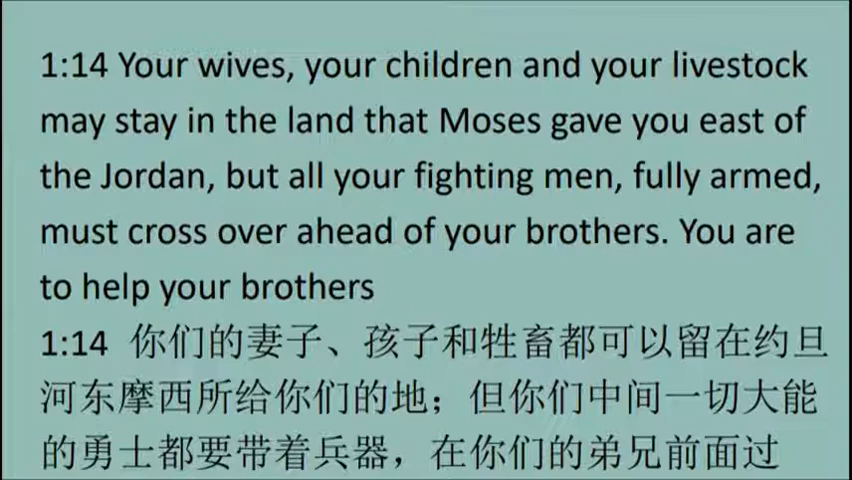 1:14 Your wives, your children and your livestock
may stay in the land that Moses gave you east of
the Jordan, but all your fighting men, fully armed,
must cross over ahead of your brothers. You are
to help your brothers
1:14 你们的妻子、孩子和牲畜都可以留在约旦
河东摩西所给你们的地；但你们中间一切大能
的勇士都要带着兵器，在你们的弟兄前面过